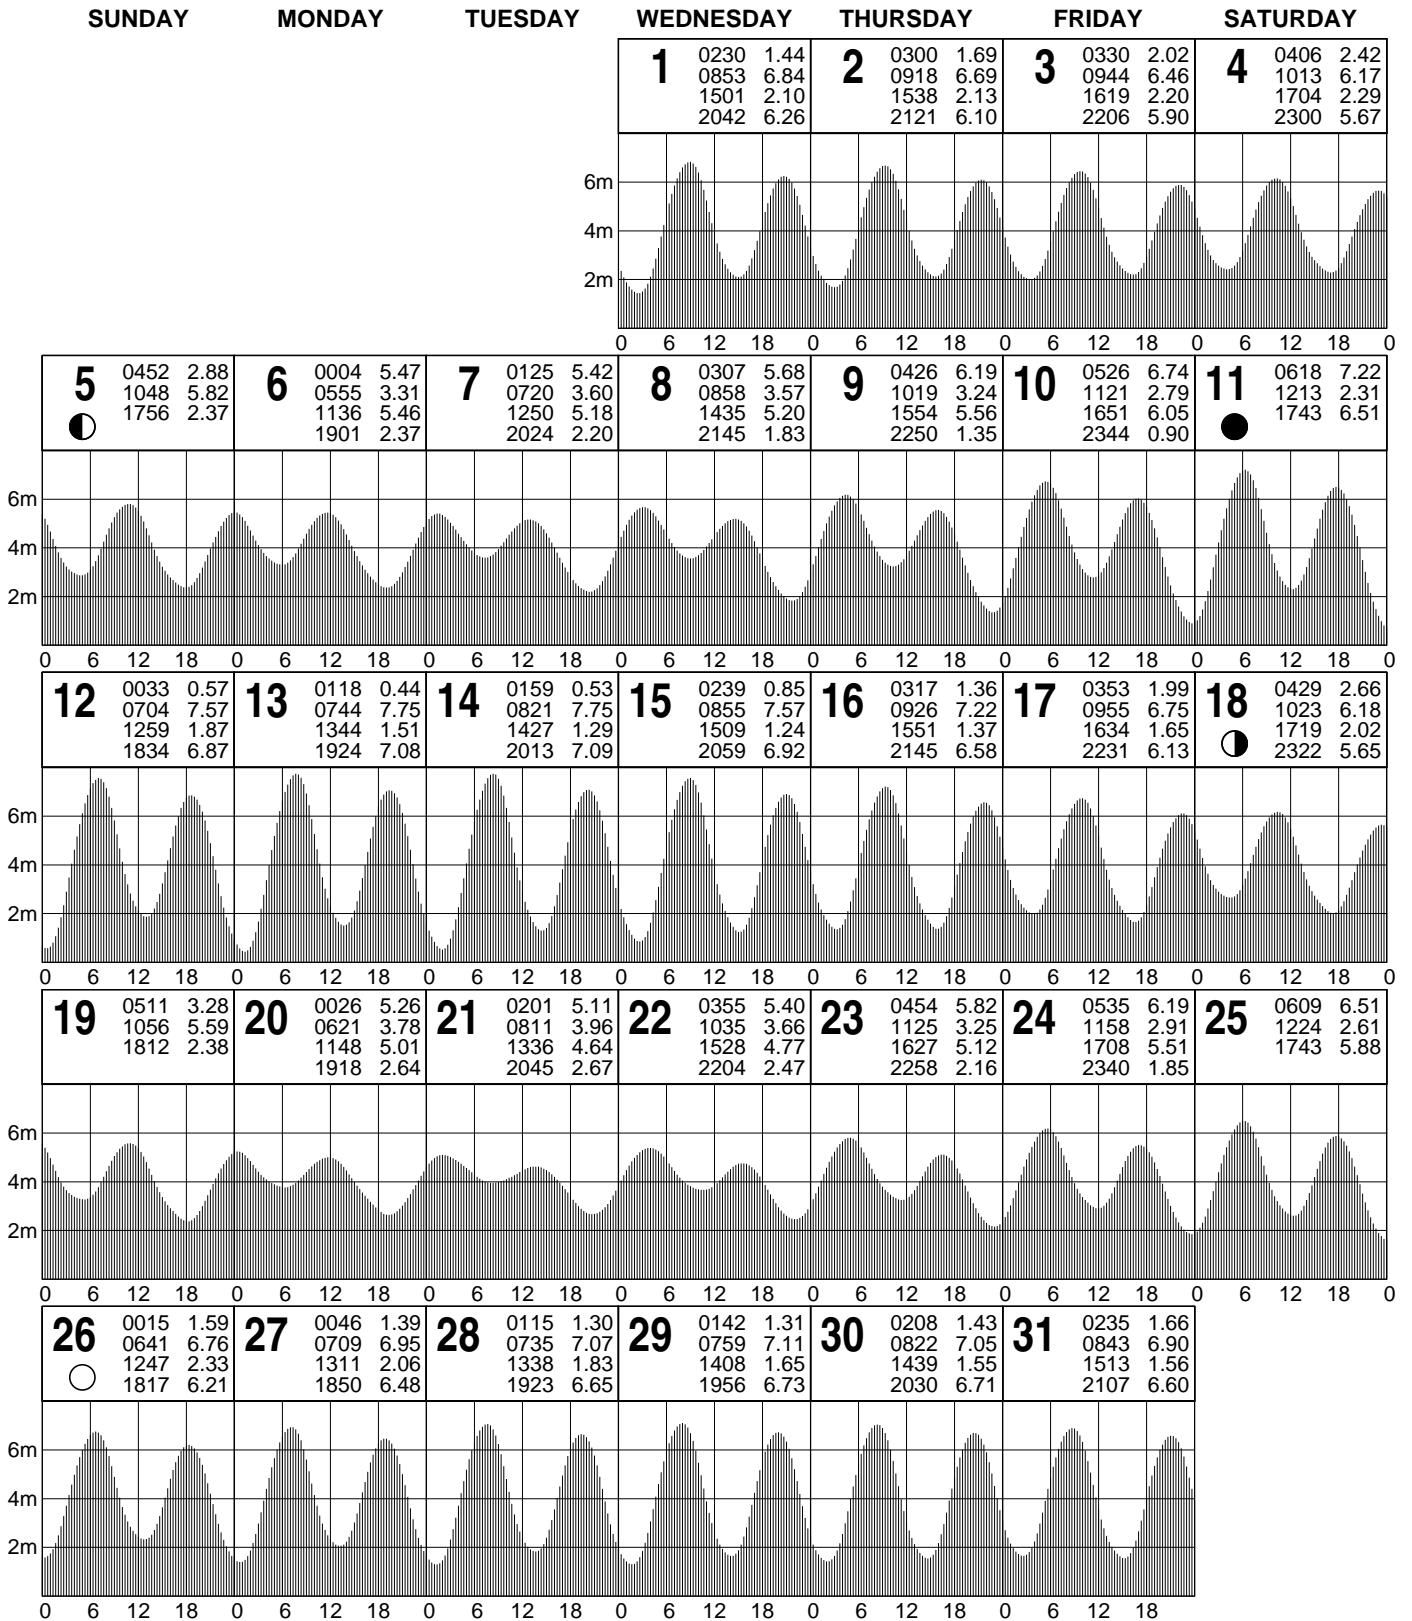 SUNDAY MONDAY TUESDAY WEDNESDAY THURSDAY FRIDAY SATURDAY
1 0230 1.44
0853 6.84
1501 2.10
2042 6.26
2 0300 1.69
0918 6.69
1538 2.13
2121 6.10
3 0330 2.02
0944 6.46
1619 2.20
2206 5.90
4 0406 2.42
1013 6.17
1704 2.29
2300 5.67
6m
4m
2m
0 6 12 18 0 6 12 18 0 6 12 18 0 6 12 18 0
5 0452 2.88
1048 5.82
1756 2.37
6 0004 5.47
0555 3.31
1136 5.46
1901 2.37
7 0125 5.42
0720 3.60
1250 5.18
2024 2.20
8 0307 5.68
0858 3.57
1435 5.20
2145 1.83
9 0426 6.19
1019 3.24
1554 5.56
2250 1.35
10 0526 6.74
1121 2.79
1651 6.05
2344 0.90
11 0618 7.22
1213 2.31
1743 6.51
6m
4m
2m
0 6 12 18 0 6 12 18 0 6 12 18 0 6 12 18 0 6 12 18 0 6 12 18 0 6 12 18 0
12 0033 0.57
0704 7.57
1259 1.87
1834 6.87
13 0118 0.44
0744 7.75
1344 1.51
1924 7.08
14 0159 0.53
0821 7.75
1427 1.29
2013 7.09
15 0239 0.85
0855 7.57
1509 1.24
2059 6.92
16 0317 1.36
0926 7.22
1551 1.37
2145 6.58
17 0353 1.99
0955 6.75
1634 1.65
2231 6.13
18 0429 2.66
1023 6.18
1719 2.02
2322 5.65
6m
4m
2m
0 6 12 18 0 6 12 18 0 6 12 18 0 6 12 18 0 6 12 18 0 6 12 18 0 6 12 18 0
19 0511 3.28
1056 5.59
1812 2.38
20 0026 5.26
0621 3.78
1148 5.01
1918 2.64
21 0201 5.11
0811 3.96
1336 4.64
2045 2.67
22 0355 5.40
1035 3.66
1528 4.77
2204 2.47
23 0454 5.82
1125 3.25
1627 5.12
2258 2.16
24 0535 6.19
1158 2.91
1708 5.51
2340 1.85
25 0609 6.51
1224 2.61
1743 5.88
6m
4m
2m
0 6 12 18 0 6 12 18 0 6 12 18 0 6 12 18 0 6 12 18 0 6 12 18 0 6 12 18 0
26 0015 1.59
0641 6.76
1247 2.33
1817 6.21
27 0046 1.39
0709 6.95
1311 2.06
1850 6.48
28 0115 1.30
0735 7.07
1338 1.83
1923 6.65
29 0142 1.31
0759 7.11
1408 1.65
1956 6.73
30 0208 1.43
0822 7.05
1439 1.55
2030 6.71
31 0235 1.66
0843 6.90
1513 1.56
2107 6.60
6m
4m
2m
0 6 12 18 0 6 12 18 0 6 12 18 0 6 12 18 0 6 12 18 0 6 12 18